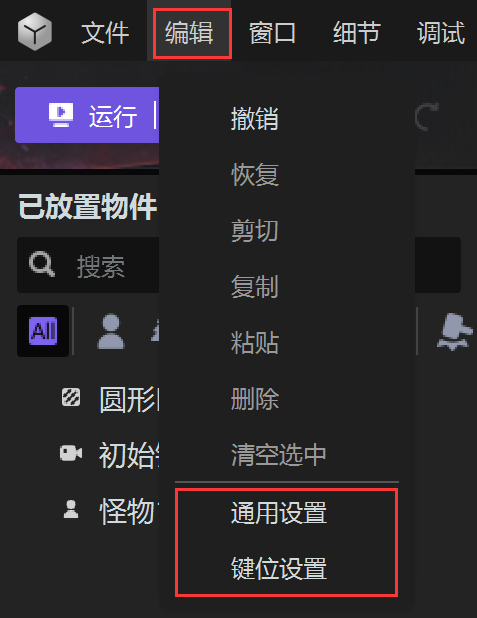 文件 编辑 窗口 细节 调试
运行
已放置物件
搜索
All
圆形
初始
怪物
撤销
恢复
剪切
复制
粘贴
删除
清空选中
通用设置
键位设置